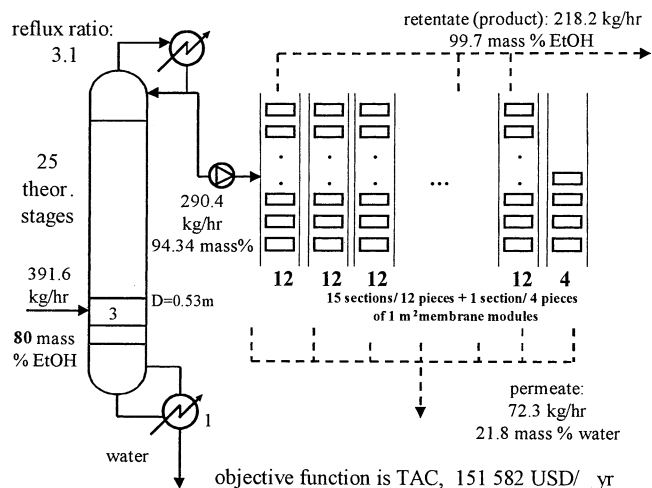 reflux ratio:
3.1
retentate (product): 218.2 kg/hr
99.7 mass % EtOH
25
theor.
stages
290.4
kg/hr
94.34 mass%
...
12 12 12 12 4
15 sections/ 12 pieces + 1 section/ 4 pieces
of 1 m² membrane modules
391.6
kg/hr
3
D=0.53m
80 mass
% EtOH
1
water
permeate:
72.3 kg/hr
21.8 mass % water
objective function is TAC, 151 582 USD/ yr